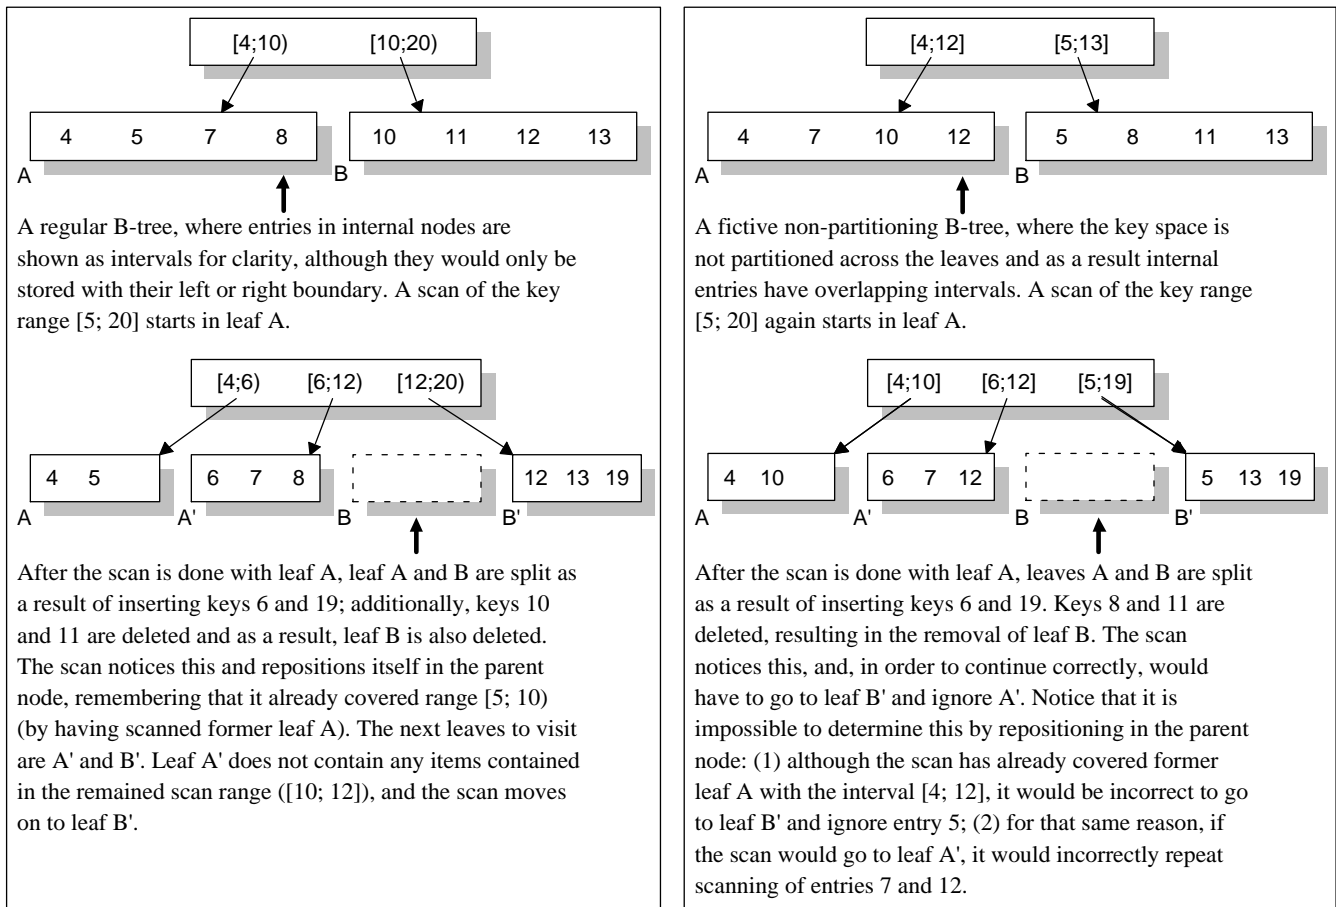 [4;10) [10;20)
4 5 7 8 10 11 12 13
A B
A regular B-tree, where entries in internal nodes are
shown as intervals for clarity, although they would only be
stored with their left or right boundary. A scan of the key
range [5; 20] starts in leaf A.
[4;6) [6;12) [12;20)
4 5 6 7 8 12 13 19
A A' B B'
After the scan is done with leaf A, leaf A and B are split as
a result of inserting keys 6 and 19; additionally, keys 10
and 11 are deleted and as a result, leaf B is also deleted.
The scan notices this and repositions itself in the parent
node, remembering that it already covered range [5; 10)
(by having scanned former leaf A). The next leaves to visit
are A' and B'. Leaf A' does not contain any items contained
in the remained scan range ([10; 12]), and the scan moves
on to leaf B'.
[4;12] [5;13]
4 7 10 12 5 8 11 13
A B
A fictive non-partitioning B-tree, where the key space is
not partitioned across the leaves and as a result internal
entries have overlapping intervals. A scan of the key range
[5; 20] again starts in leaf A.
[4;10] [6;12] [5;19]
4 10 6 7 12 5 13 19
A A' B B'
After the scan is done with leaf A, leaves A and B are split
as a result of inserting keys 6 and 19. Keys 8 and 11 are
deleted, resulting in the removal of leaf B. The scan
notices this, and, in order to continue correctly, would
have to go to leaf B' and ignore A'. Notice that it is
impossible to determine this by repositioning in the parent
node: (1) although the scan has already covered former
leaf A with the interval [4; 12], it would be incorrect to go
to leaf B' and ignore entry 5; (2) for that same reason, if
the scan would go to leaf A', it would incorrectly repeat
scanning of entries 7 and 12.